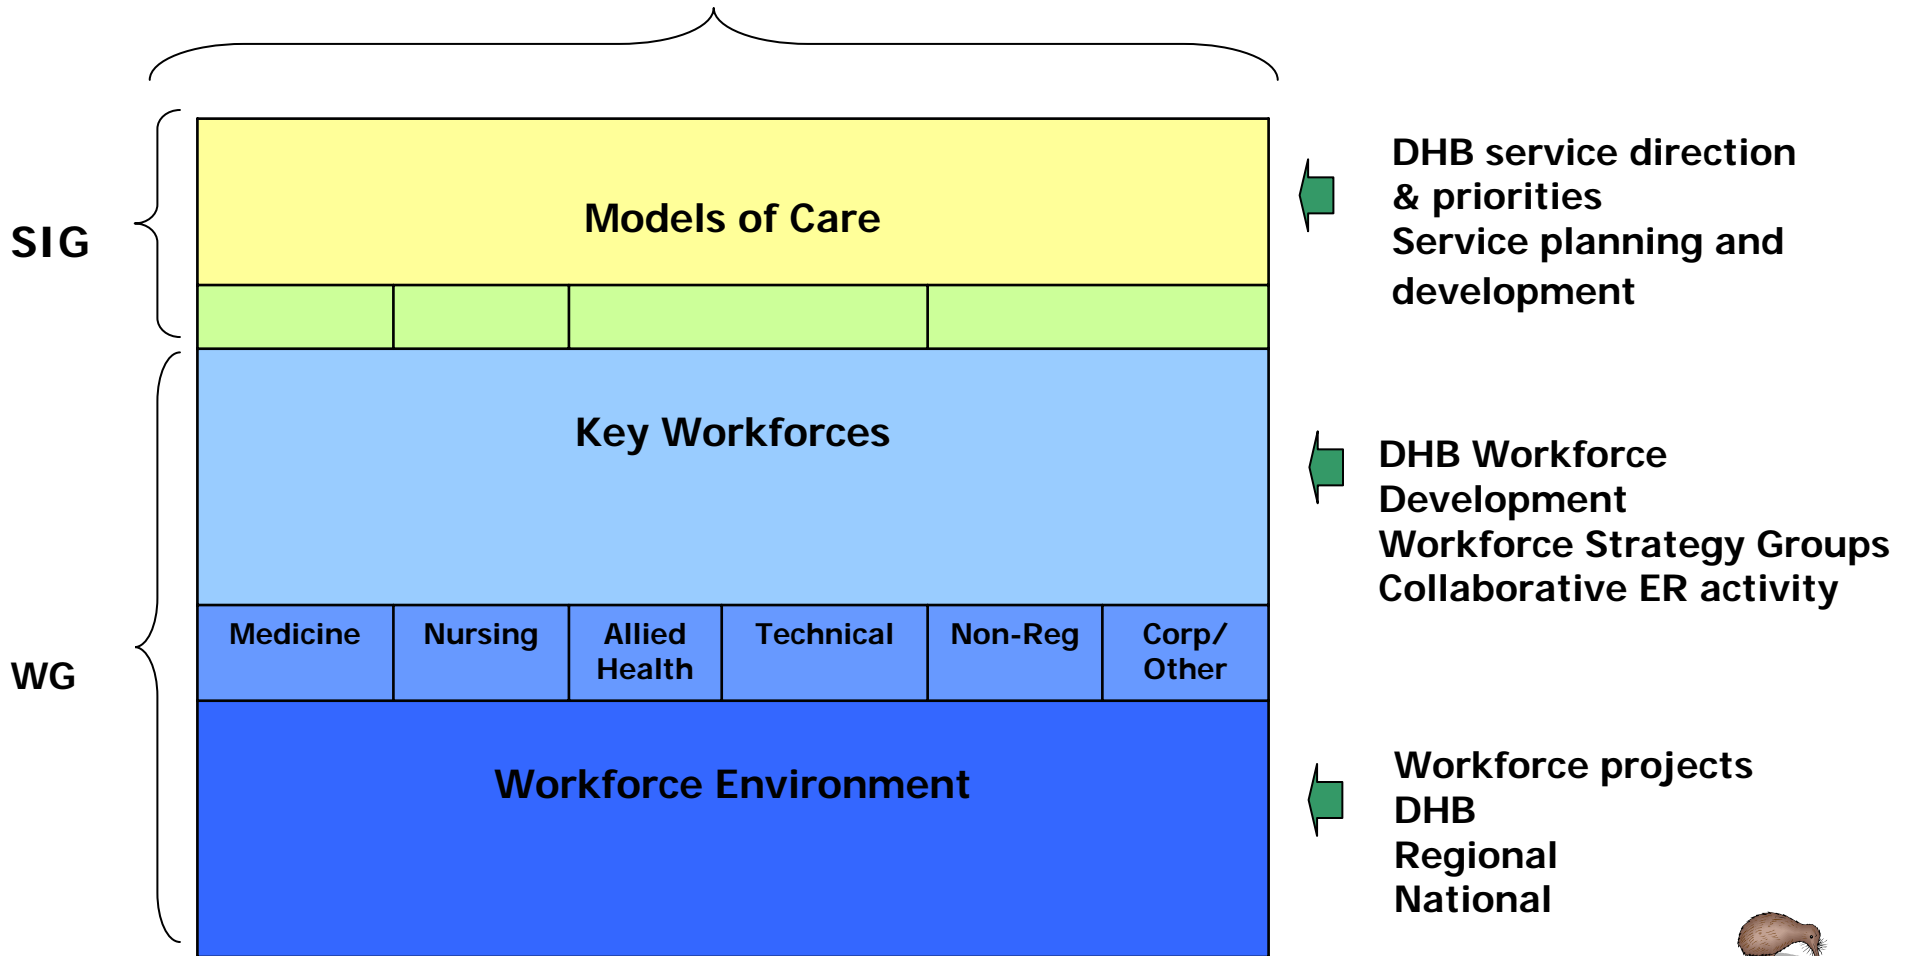 SIG
Models of Care
DHB service direction
& priorities
Service planning and
development
WG
Key Workforces
DHB Workforce
Development
Workforce Strategy Groups
Collaborative ER activity
Medicine
Nursing
Allied
Health
Technical
Non-Reg
Corp/
Other
Workforce Environment
Workforce projects
DHB
Regional
National